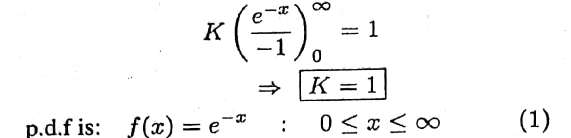 K ( e^{-x} / -1 )_0^∞ = 1
⇒ K = 1
p.d.f is: f(x) = e^{-x} : 0 ≤ x ≤ ∞ (1)